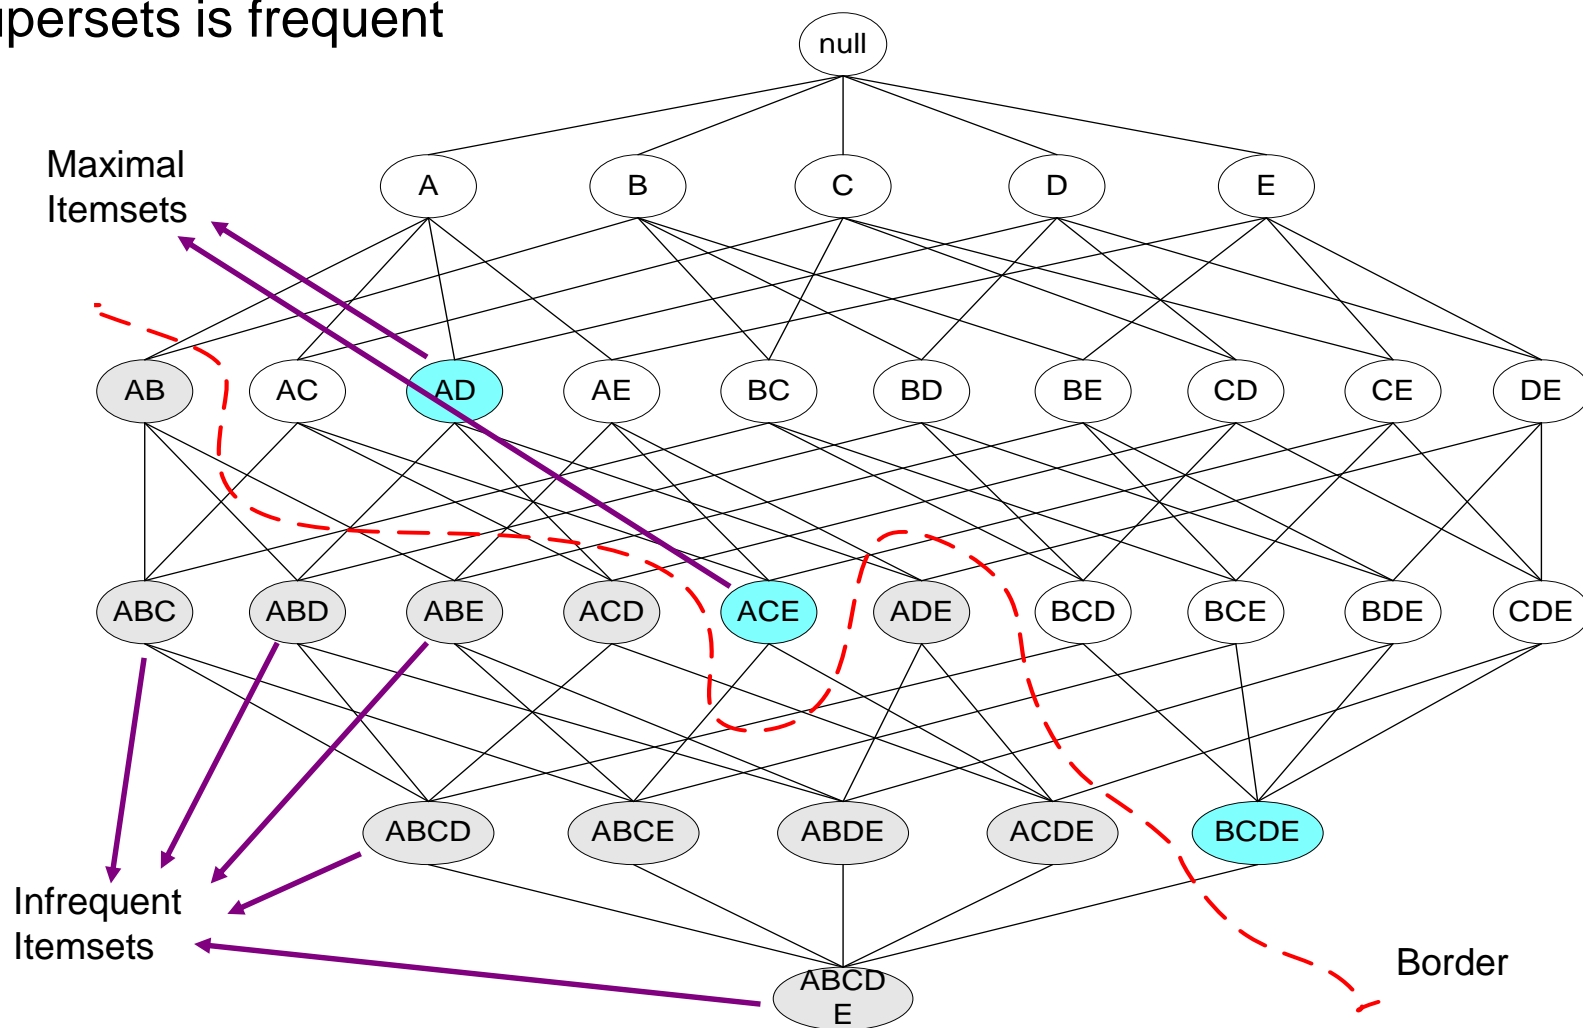 upersets is frequent
null
Maximal
Itemsets
A
B
C
D
E
AB
AC
AD
AE
BC
BD
BE
CD
CE
DE
ABC
ABD
ABE
ACD
ACE
ADE
BCD
BCE
BDE
CDE
ABCD
ABCE
ABDE
ACDE
BCDE
Infrequent
Itemsets
Border
ABCD
E